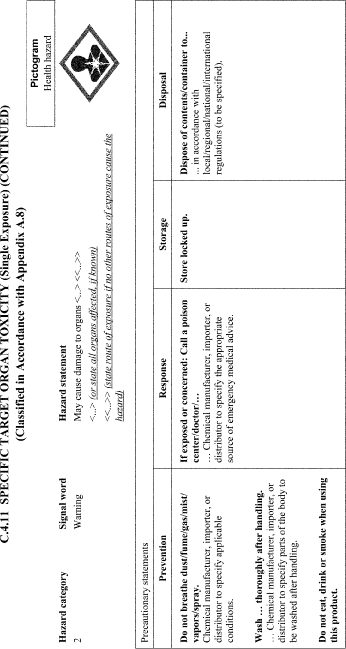 C.4.11 SPECIFIC TARGET ORGAN TOXICITY (Single Exposure) (CONTINUED)
(Classified in Accordance with Appendix A.8)
Pictogram
Health hazard
Hazard category
2
Signal word
Warning
Hazard statement
May cause damage to organs <...> <<...>>
<...> (or state all organs affected, if known)
<<...>> (state route of exposure if no other routes of exposure cause the
hazard)
Precautionary statements
Prevention
Response
Storage
Disposal
Do not breathe dust/fume/gas/mist/
vapors/spray.
Chemical manufacturer, importer, or
distributor to specify applicable
conditions.
Wash … thoroughly after handling.
… Chemical manufacturer, importer, or
distributor to specify parts of the body to
be washed after handling.
Do not eat, drink or smoke when using
this product.
If exposed or concerned: Call a poison
center/doctor/…
… Chemical manufacturer, importer, or
distributor to specify the appropriate
source of emergency medical advice.
Store locked up.
Dispose of contents/container to...
... in accordance with
local/regional/national/international
regulations (to be specified).